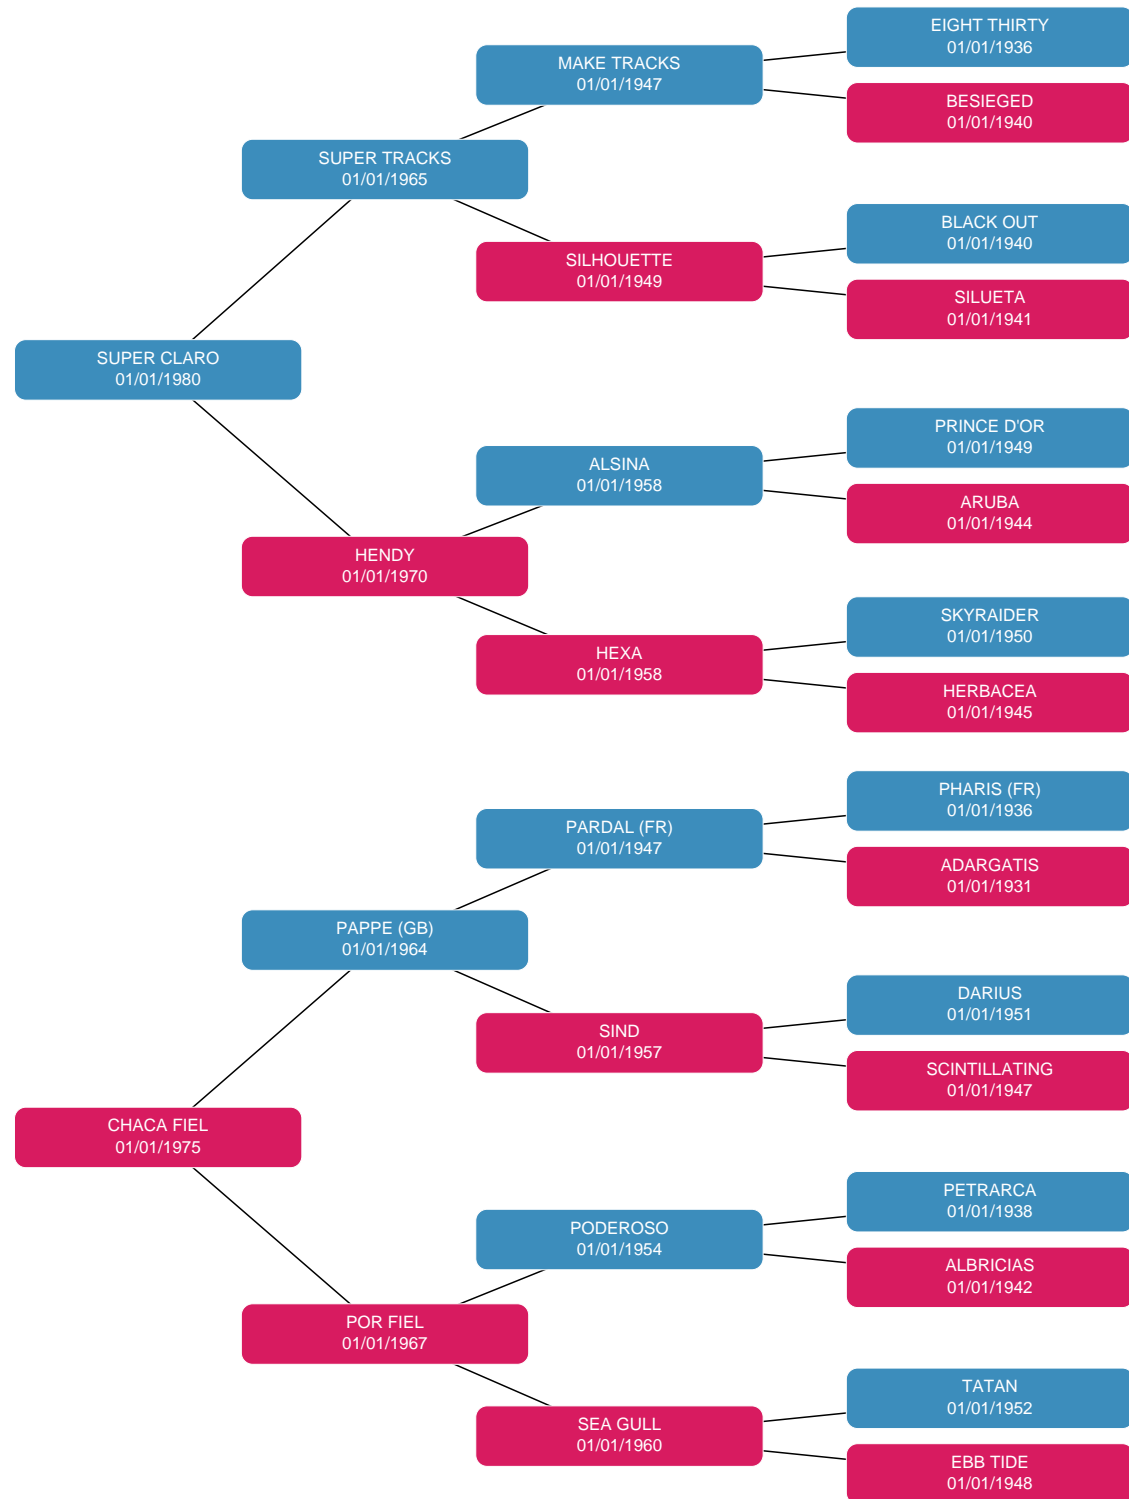 EIGHT THIRTY
01/01/1936
MAKE TRACKS
01/01/1947
BESIEGED
01/01/1940
SUPER TRACKS
01/01/1965
BLACK OUT
01/01/1940
SILHOUETTE
01/01/1949
SILUETA
01/01/1941
SUPER CLARO
01/01/1980
PRINCE D'OR
01/01/1949
ALSINA
01/01/1958
ARUBA
01/01/1944
HENDY
01/01/1970
SKYRAIDER
01/01/1950
HEXA
01/01/1958
HERBACEA
01/01/1945
PHARIS (FR)
01/01/1936
PARDAL (FR)
01/01/1947
ADARGATIS
01/01/1931
PAPPE (GB)
01/01/1964
DARIUS
01/01/1951
SIND
01/01/1957
SCINTILLATING
01/01/1947
CHACA FIEL
01/01/1975
PETRARCA
01/01/1938
PODEROSO
01/01/1954
ALBRICIAS
01/01/1942
POR FIEL
01/01/1967
TATAN
01/01/1952
SEA GULL
01/01/1960
EBB TIDE
01/01/1948